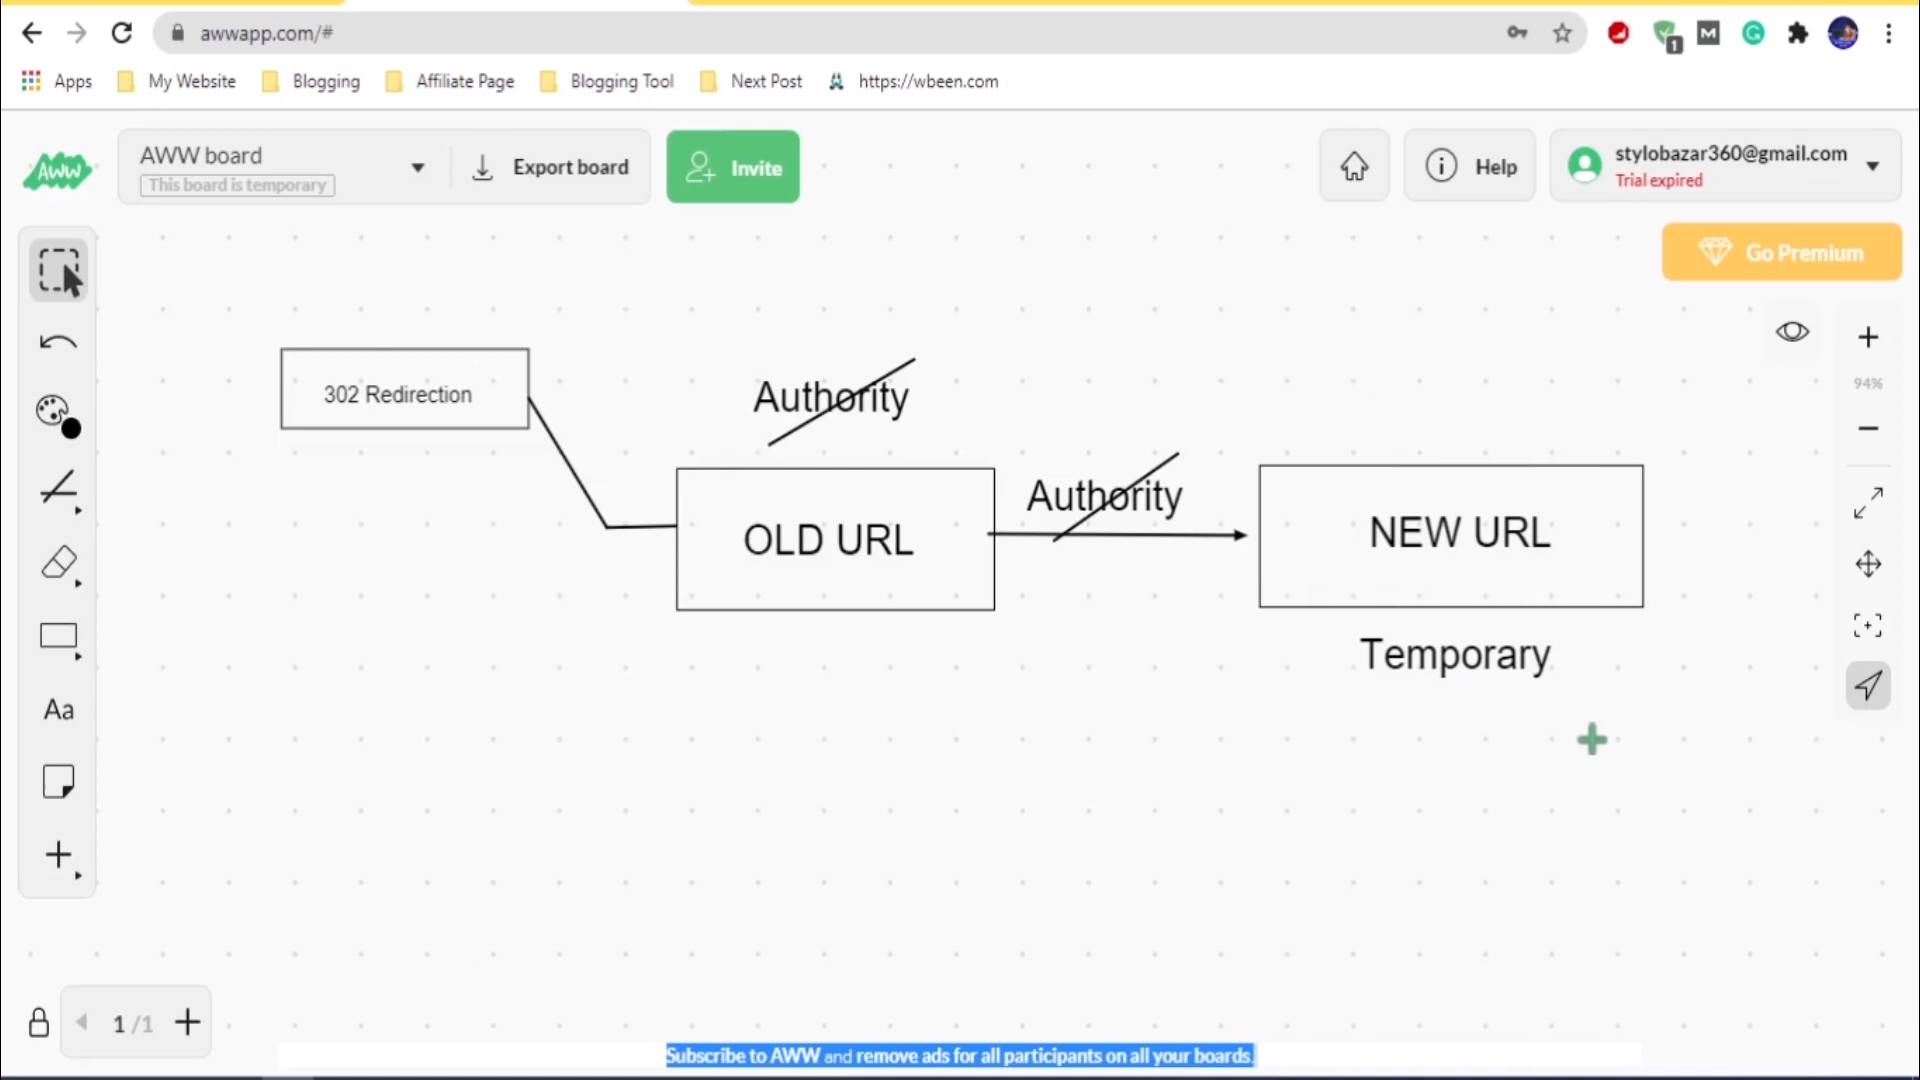 awwapp.com/#
1
M
G
Apps
My Website
Blogging
Affiliate Page
Blogging Tool
Next Post
https://wbeen.com
AWW
AWW board
This board is temporary
Export board
Invite
Help
stylobazar360@gmail.com
Trial expired
Go Premium
94%
302 Redirection
Authority
Authority
OLD URL
NEW URL
Temporary
Aa
1 /1
Subscribe to AWW and remove ads for all participants on all your boards.